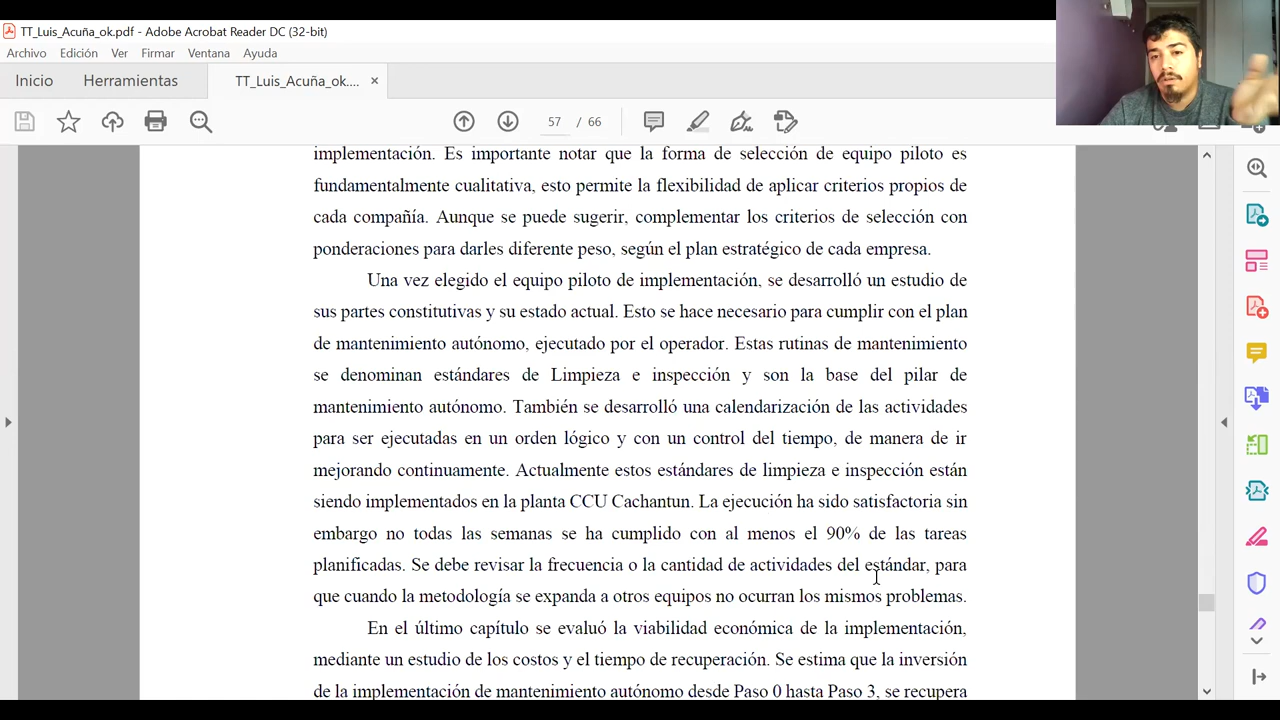 TT_Luis_Acuña_ok.pdf - Adobe Acrobat Reader DC (32-bit)
Archivo Edición Ver Firmar Ventana Ayuda
Inicio Herramientas TT_Luis_Acuña_ok.... ×
57 / 66
implementación. Es importante notar que la forma de selección de equipo piloto es
fundamentalmente cualitativa, esto permite la flexibilidad de aplicar criterios propios de
cada compañía. Aunque se puede sugerir, complementar los criterios de selección con
ponderaciones para darles diferente peso, según el plan estratégico de cada empresa.
Una vez elegido el equipo piloto de implementación, se desarrolló un estudio de
sus partes constitutivas y su estado actual. Esto se hace necesario para cumplir con el plan
de mantenimiento autónomo, ejecutado por el operador. Estas rutinas de mantenimiento
se denominan estándares de Limpieza e inspección y son la base del pilar de
mantenimiento autónomo. También se desarrolló una calendarización de las actividades
para ser ejecutadas en un orden lógico y con un control del tiempo, de manera de ir
mejorando continuamente. Actualmente estos estándares de limpieza e inspección están
siendo implementados en la planta CCU Cachantun. La ejecución ha sido satisfactoria sin
embargo no todas las semanas se ha cumplido con al menos el 90% de las tareas
planificadas. Se debe revisar la frecuencia o la cantidad de actividades del estándar, para
que cuando la metodología se expanda a otros equipos no ocurran los mismos problemas.
En el último capítulo se evaluó la viabilidad económica de la implementación,
mediante un estudio de los costos y el tiempo de recuperación. Se estima que la inversión
de la implementación de mantenimiento autónomo desde Paso 0 hasta Paso 3, se recupera